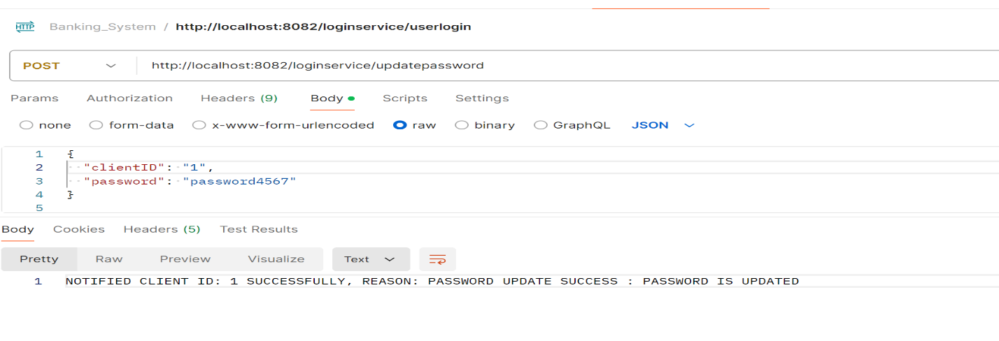 HTTP Banking_System / http://localhost:8082/loginservice/userlogin
POST http://localhost:8082/loginservice/updatepassword
Params Authorization Headers (9) Body Scripts Settings
none form-data x-www-form-urlencoded raw binary GraphQL JSON
1 {
2 "clientID": "1",
3 "password": "password4567"
4 }
5
Body Cookies Headers (5) Test Results
Pretty Raw Preview Visualize Text
1 NOTIFIED CLIENT ID: 1 SUCCESSFULLY, REASON: PASSWORD UPDATE SUCCESS : PASSWORD IS UPDATED